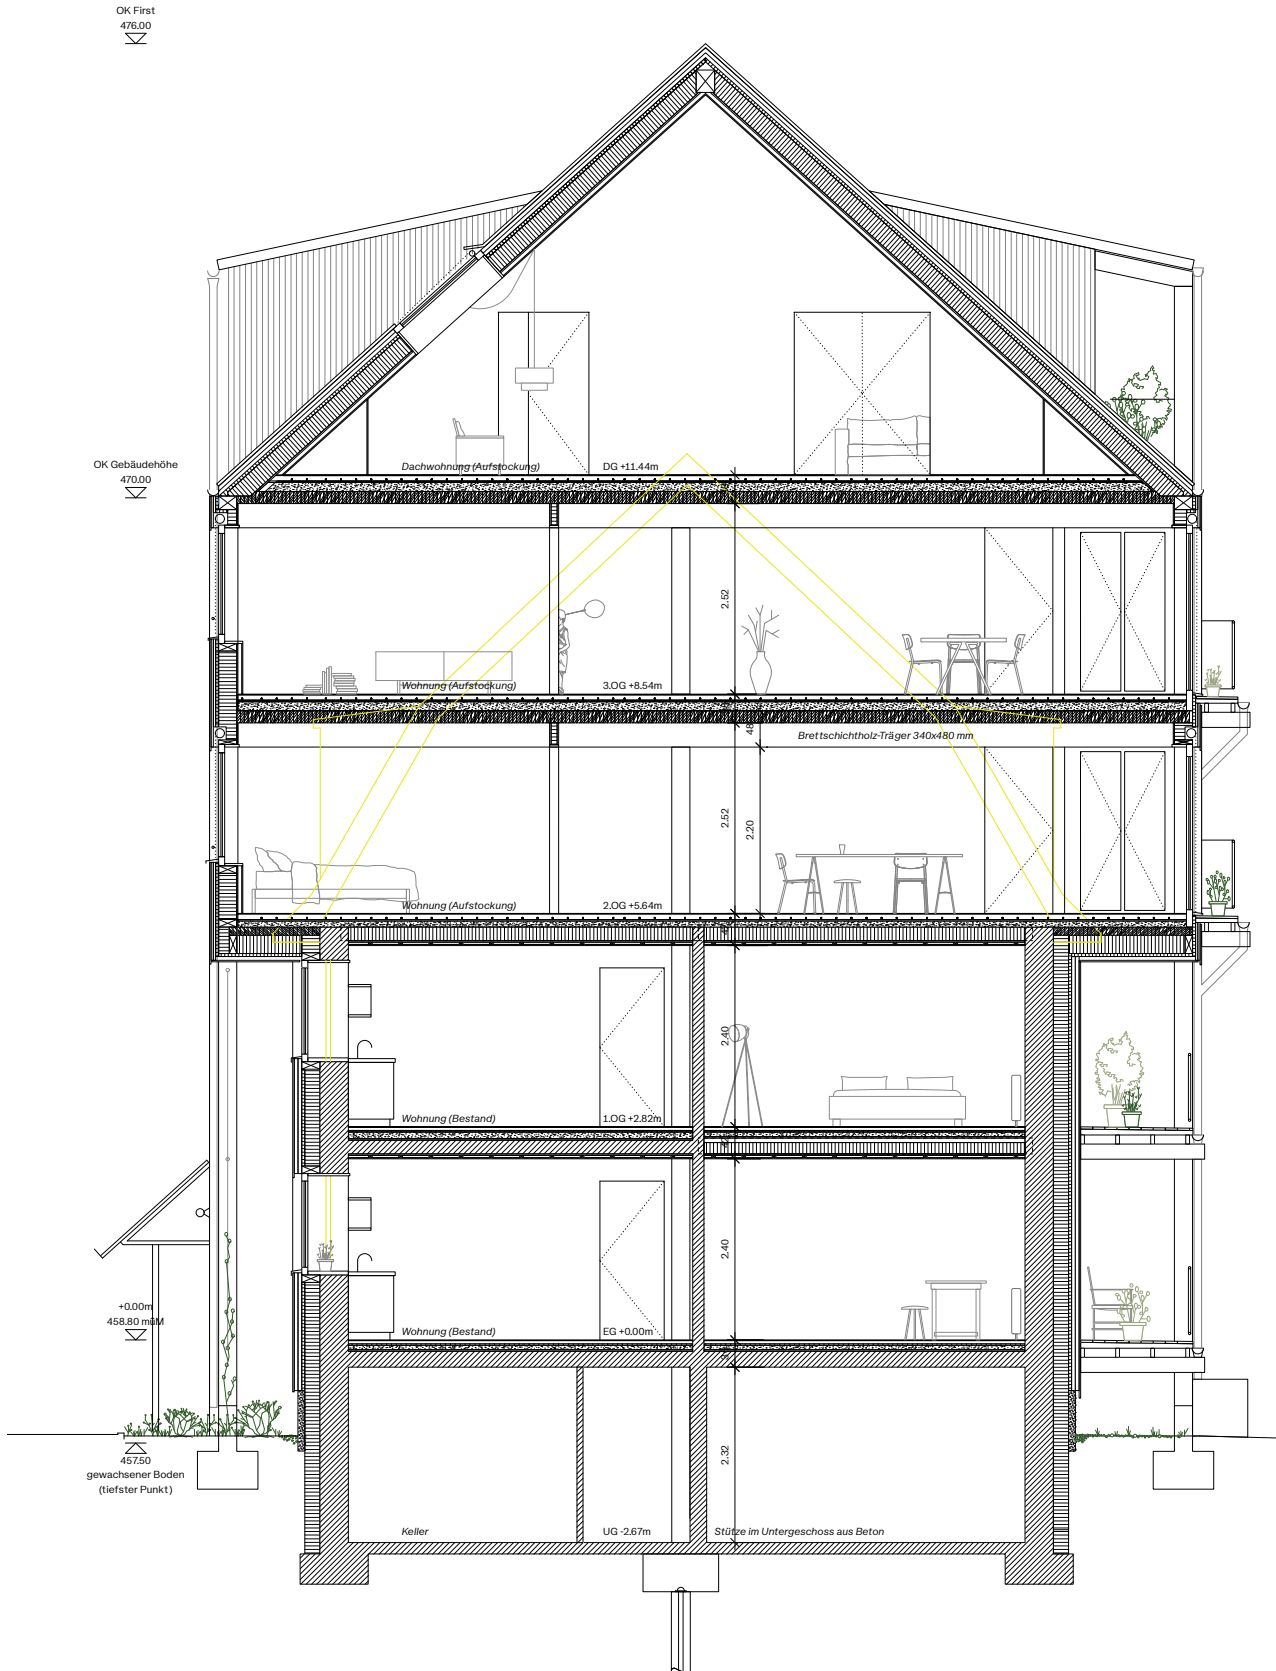 OK First
476.00
OK Gebäudehöhe
470.00
Dachwohnung (Aufstockung)
DG +11.44m
2.52
Wohnung (Aufstockung)
3.OG +8.54m
48
Brettschichtholz-Träger 340x480 mm
2.52
2.20
Wohnung (Aufstockung)
2.OG +5.64m
2.40
Wohnung (Bestand)
1.OG +2.82m
2.40
+0.00m
458.80 müM
Wohnung (Bestand)
EG +0.00m
2.32
457.50
gewachsener Boden
(tiefster Punkt)
Keller
UG -2.67m
Stütze im Untergeschoss aus Beton